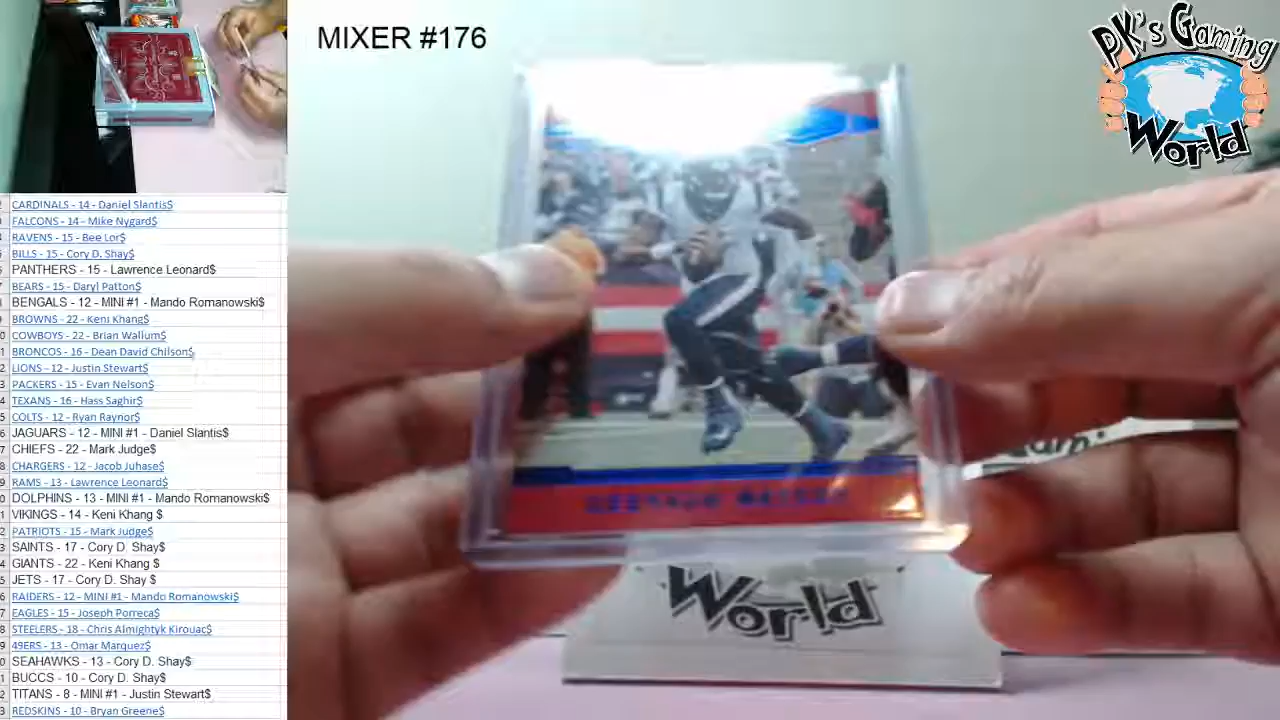 MIXER #176
PK's Gaming
World
CARDINALS - 14 - Daniel Slantis$
FALCONS - 14 - Mike Nygard$
RAVENS - 15 - Bee Lor$
BILLS - 15 - Cory D. Shay$
PANTHERS - 15 - Lawrence Leonard$
BEARS - 15 - Daryl Patton$
BENGALS - 12 - MINI #1 - Mando Romanowski$
BROWNS - 22 - Keni Khang$
COWBOYS - 22 - Brian Wallum$
BRONCOS - 16 - Dean David Chilson$
LIONS - 12 - Justin Stewart$
PACKERS - 15 - Evan Nelson$
TEXANS - 16 - Hass Saghir$
COLTS - 12 - Ryan Raynor$
JAGUARS - 12 - MINI #1 - Daniel Slantis$
CHIEFS - 22 - Mark Judge$
CHARGERS - 12 - Jacob Juhase$
RAMS - 13 - Lawrence Leonard$
DOLPHINS - 13 - MINI #1 - Mando Romanowski$
VIKINGS - 14 - Keni Khang $
PATRIOTS - 15 - Mark Judge$
SAINTS - 17 - Cory D. Shay$
GIANTS - 22 - Keni Khang $
JETS - 17 - Cory D. Shay $
RAIDERS - 12 - MINI #1 - Mando Romanowski$
EAGLES - 15 - Joseph Porreca$
STEELERS - 18 - Chris Almightyk Kirouac$
49ERS - 13 - Omar Marquez$
SEAHAWKS - 13 - Cory D. Shay$
BUCCS - 10 - Cory D. Shay$
TITANS - 8 - MINI #1 - Justin Stewart$
REDSKINS - 10 - Bryan Greene$
World